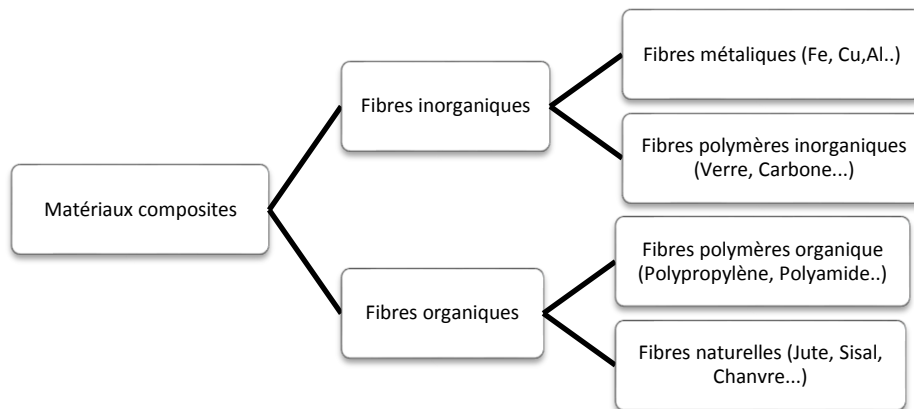 Fibres métaliques (Fe, Cu,Al..)
Fibres inorganiques
Fibres polymères inorganiques
(Verre, Carbone...)
Matériaux composites
Fibres polymères organique
(Polypropylène, Polyamide..)
Fibres organiques
Fibres naturelles (Jute, Sisal,
Chanvre...)